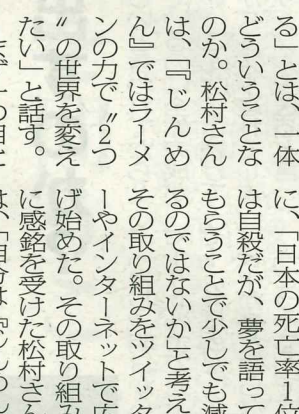 る」とは、一体
どういうことな
のか。松村さん
は、「『じんめ
ん』ではラーメ
ンの力で〝2つ
〟の世界を変え
たい」と話す。
に、「日本の死亡率1位
は自殺だが、夢を語って
もらうことで少しでも減
るのではないか」と考え
その取り組みをツイッタ
ーやインターネットで広
げ始めた。その取り組み
に感銘を受けた松村さん